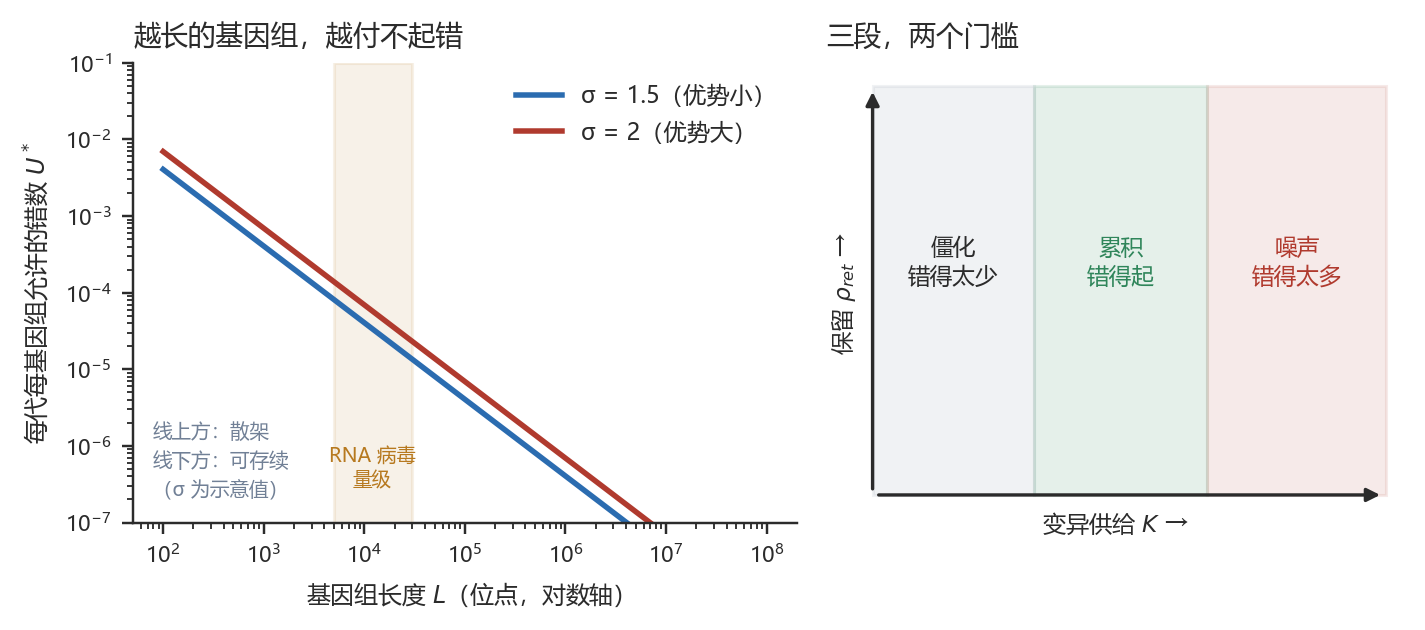 越长的基因组，越付不起错
每代每基因组允许的错数 U*
10⁻¹
10⁻²
10⁻³
10⁻⁴
10⁻⁵
10⁻⁶
10⁻⁷
σ = 1.5（优势小）
σ = 2（优势大）
线上方：散架
线下方：可存续
（σ 为示意值）
RNA 病毒
量级
10²
10³
10⁴
10⁵
10⁶
10⁷
10⁸
基因组长度 L（位点，对数轴）
三段，两个门槛
保留 ρret →
僵化
错得太少
累积
错得起
噪声
错得太多
变异供给 K →